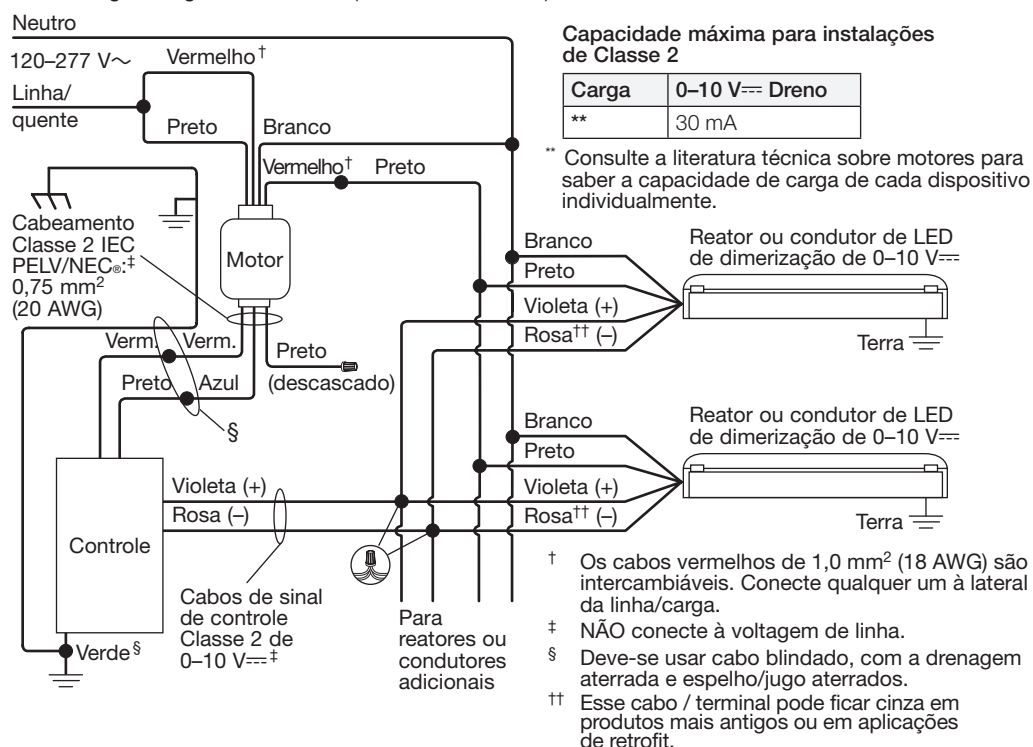 Neutro
120–277 V~
Vermelho†
Linha/
quente
Preto
Branco
Vermelho†
Preto
Cabeamento
Classe 2 IEC
PELV/NEC®:‡
0,75 mm2
(20 AWG)
Motor
Verm.
Verm.
Preto
(descascado)
Preto
Azul
§
Controle
Violeta (+)
Rosa (–)
Verde§
Cabos de sinal
de controle
Classe 2 de
0–10 V⎓‡
Para
reatores ou
condutores
adicionais
Capacidade máxima para instalações
de Classe 2
Carga 0–10 V⎓ Dreno
** 30 mA
** Consulte a literatura técnica sobre motores para
saber a capacidade de carga de cada dispositivo
individualmente.
Branco
Preto
Violeta (+)
Rosa†† (–)
Reator ou condutor de LED
de dimerização de 0–10 V⎓
Terra
Branco
Preto
Violeta (+)
Rosa†† (–)
Reator ou condutor de LED
de dimerização de 0–10 V⎓
Terra
† Os cabos vermelhos de 1,0 mm2 (18 AWG) são
intercambiáveis. Conecte qualquer um à lateral
da linha/carga.
‡ NÃO conecte à voltagem de linha.
§ Deve-se usar cabo blindado, com a drenagem
aterrada e espelho/jugo aterrados.
†† Esse cabo / terminal pode ficar cinza em
produtos mais antigos ou em aplicações
de retrofit.